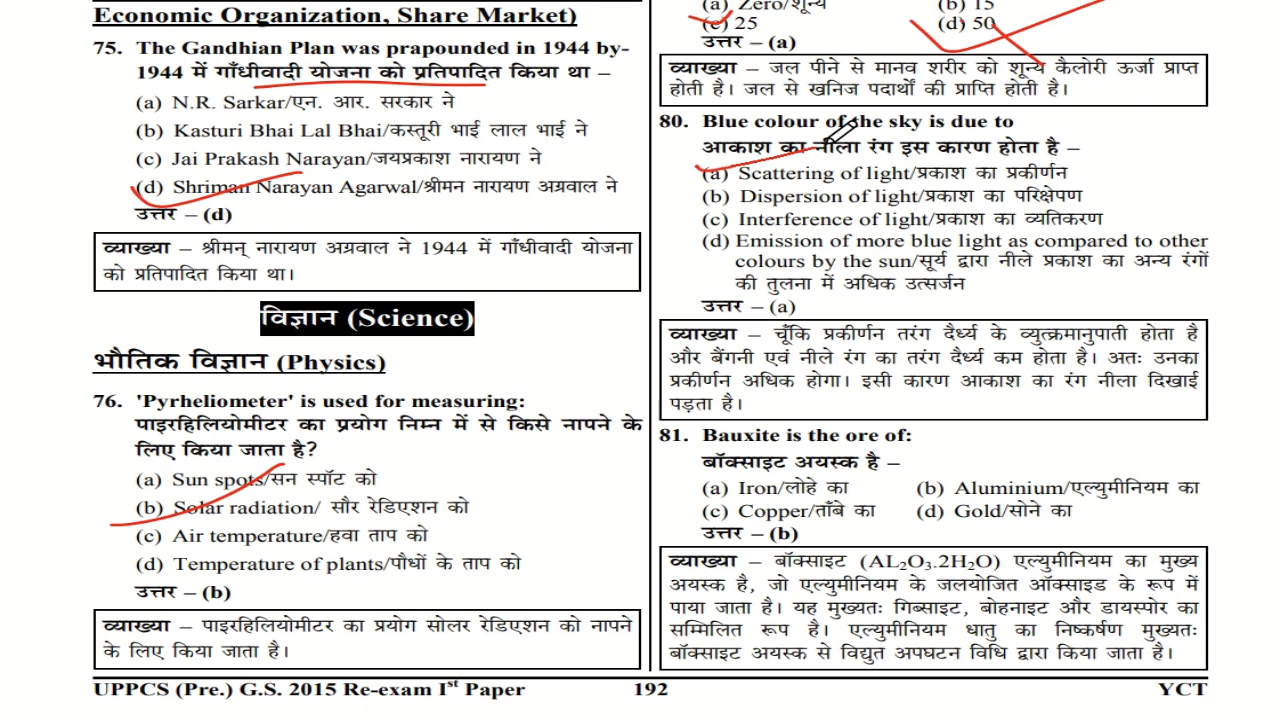 Economic Organization, Share Market)
75. The Gandhian Plan was prapounded in 1944 by-
1944 में गाँधीवादी योजना को प्रतिपादित किया था –
(a) N.R. Sarkar/एन. आर. सरकार ने
(b) Kasturi Bhai Lal Bhai/कस्तूरी भाई लाल भाई ने
(c) Jai Prakash Narayan/जयप्रकाश नारायण ने
(d) Shriman Narayan Agarwal/श्रीमन नारायण अग्रवाल ने
उत्तर – (d)
व्याख्या – श्रीमन् नारायण अग्रवाल ने 1944 में गाँधीवादी योजना
को प्रतिपादित किया था।
विज्ञान (Science)
भौतिक विज्ञान (Physics)
76. 'Pyrheliometer' is used for measuring:
पाइरहिलियोमीटर का प्रयोग निम्न में से किसे नापने के
लिए किया जाता है?
(a) Sun spots/सन स्पॉट को
(b) Solar radiation/ सौर रेडिएशन को
(c) Air temperature/हवा ताप को
(d) Temperature of plants/पौधों के ताप को
उत्तर – (b)
व्याख्या – पाइरहिलियोमीटर का प्रयोग सोलर रेडिएशन को नापने
के लिए किया जाता है।
(a) Zero/शून्य (b) 15
(c) 25 (d) 50
उत्तर – (a)
व्याख्या – जल पीने से मानव शरीर को शून्य कैलोरी ऊर्जा प्राप्त
होती है। जल से खनिज पदार्थों की प्राप्ति होती है।
80. Blue colour of the sky is due to
आकाश का नीला रंग इस कारण होता है –
(a) Scattering of light/प्रकाश का प्रकीर्णन
(b) Dispersion of light/प्रकाश का परिक्षेपण
(c) Interference of light/प्रकाश का व्यतिकरण
(d) Emission of more blue light as compared to other
colours by the sun/सूर्य द्वारा नीले प्रकाश का अन्य रंगों
की तुलना में अधिक उत्सर्जन
उत्तर – (a)
व्याख्या – चूँकि प्रकीर्णन तरंग दैर्ध्य के व्युत्क्रमानुपाती होता है
और बैंगनी एवं नीले रंग का तरंग दैर्ध्य कम होता है। अतः उनका
प्रकीर्णन अधिक होगा। इसी कारण आकाश का रंग नीला दिखाई
पड़ता है।
81. Bauxite is the ore of:
बॉक्साइट अयस्क है –
(a) Iron/लोहे का (b) Aluminium/एल्युमीनियम का
(c) Copper/ताँबे का (d) Gold/सोने का
उत्तर – (b)
व्याख्या – बॉक्साइट (AL₂O₃.2H₂O) एल्युमीनियम का मुख्य
अयस्क है, जो एल्युमीनियम के जलयोजित ऑक्साइड के रूप में
पाया जाता है। यह मुख्यतः गिब्साइट, बोहनाइट और डायस्पोर का
सम्मिलित रूप है। एल्युमीनियम धातु का निष्कर्षण मुख्यतः
बॉक्साइट अयस्क से विद्युत अपघटन विधि द्वारा किया जाता है।
UPPCS (Pre.) G.S. 2015 Re-exam Iˢᵗ Paper 192 YCT